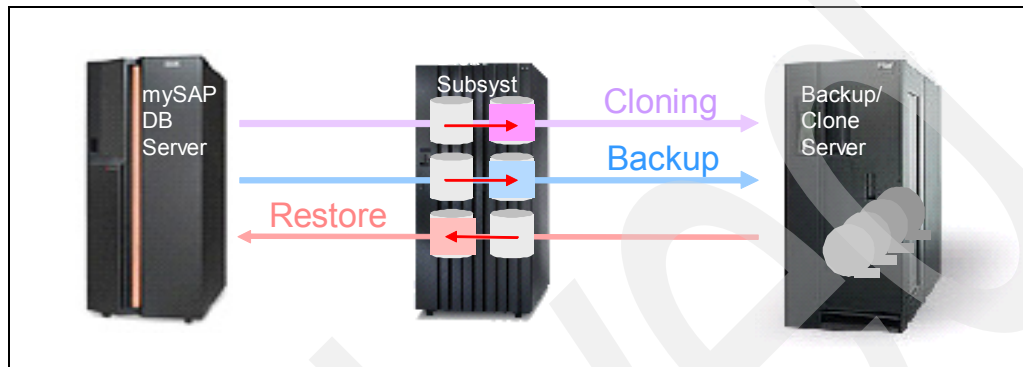 mySAP
DB
Server
Subsyst
Cloning
Backup/
Clone
Server
Backup
Restore